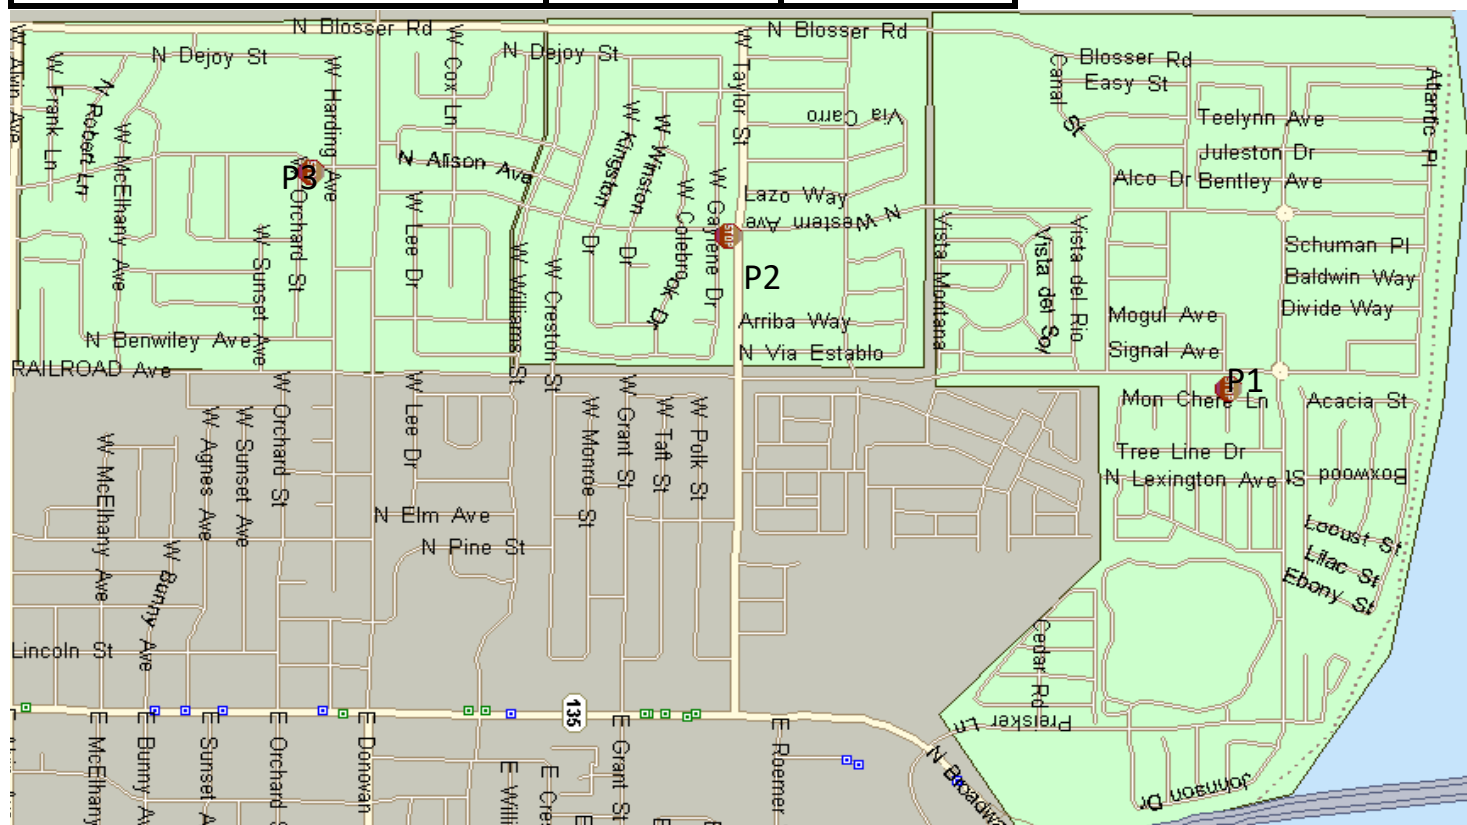 N Blosser Rd
N Blosser Rd
N Dejoy St
N Dejoy St
Blosser Rd
Easy St
W Alvin Ave
W Frank Ln
N Robert Ln
W McElhany Ave
W Harding Ave
W Cox Ln
W Taylor St
Canal St
Atlantic Pl
Via Carro
Teelynn Ave
Juleston Dr
Alco Dr
Bentley Ave
N Alison Ave
W Kingston Dr
W Winston Dr
W Colebrook Dr
W Gaylene Dr
Lazo Way
N Western Ave
P3
W Orchard St
W Sunset Ave
W Lee Dr
W Williams St
W Creston St
STOP
P2
Vista Montana
Vista del Sol
Vista del Rio
Schuman Pl
Baldwin Way
Divide Way
Mogul Ave
Signal Ave
Arriba Way
N Via Establo
N Benwiley Ave
RAILROAD Ave
P1
Mon Chere Ln
Acacia St
Tree Line Dr
N Lexington Ave
Boxwood St
Locust St
Lilac St
Ebony St
W McElhany Ave
W Agnes Ave
W Sunset Ave
W Orchard St
W Lee Dr
W Monroe St
W Grant St
W Taft St
W Polk St
N Elm Ave
N Pine St
W Bunny Ave
Lincoln St
Cedar Rd
Preisker Ln
Johnson Dr
135
E McElhany
E Bunny A
E Sunset A
E Orchard S
E Donovan
E Willi
E Cres
E Grant St
E Roemer
N Broadwa
E
E
E